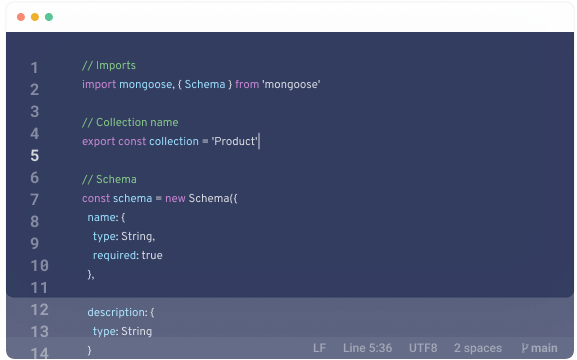 1
// Imports
2
import mongoose, { Schema } from 'mongoose'
3
4
// Collection name
5
export const collection = 'Product'
6
// Schema
7
const schema = new Schema({
8
name: {
9
type: String,
10
required: true
11
},
12
description: {
13
type: String
14
}
LF Line 5:36 UTF8 2 spaces main